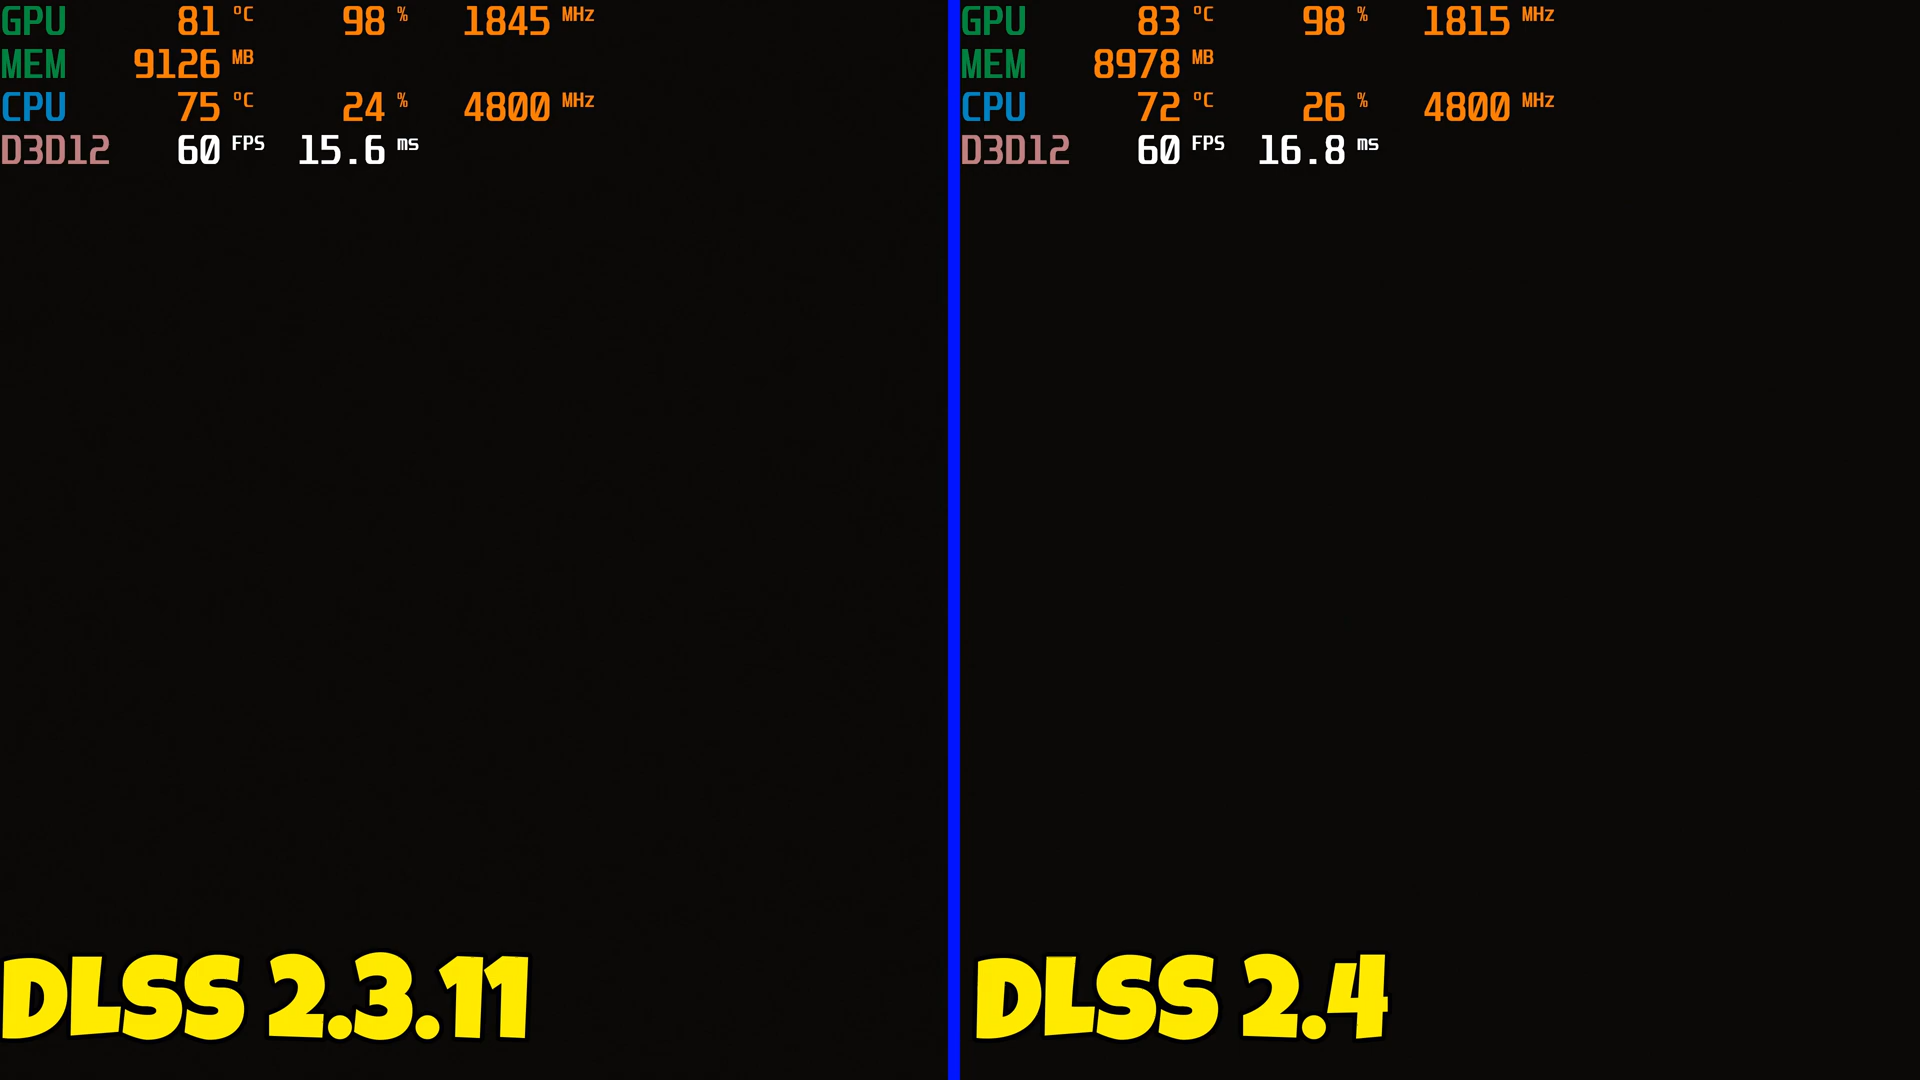 GPU 81 °C 98 % 1845 MHz
MEM 9126 MB
CPU 75 °C 24 % 4800 MHz
D3D12 60 FPS 15.6 ms
DLSS 2.3.11
GPU 83 °C 98 % 1815 MHz
MEM 8978 MB
CPU 72 °C 26 % 4800 MHz
D3D12 60 FPS 16.8 ms
DLSS 2.4